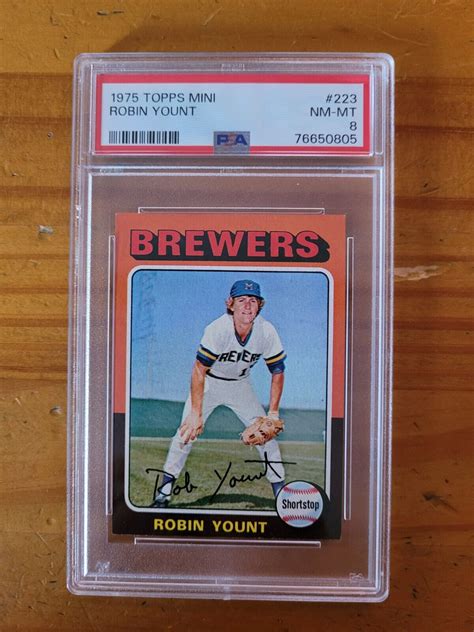 1975 TOPPS MINI #223
ROBIN YOUNT NM-MT
8
PSA 76650805
BREWERS
M
BREWERS
Rob Yount
Shortstop
ROBIN YOUNT